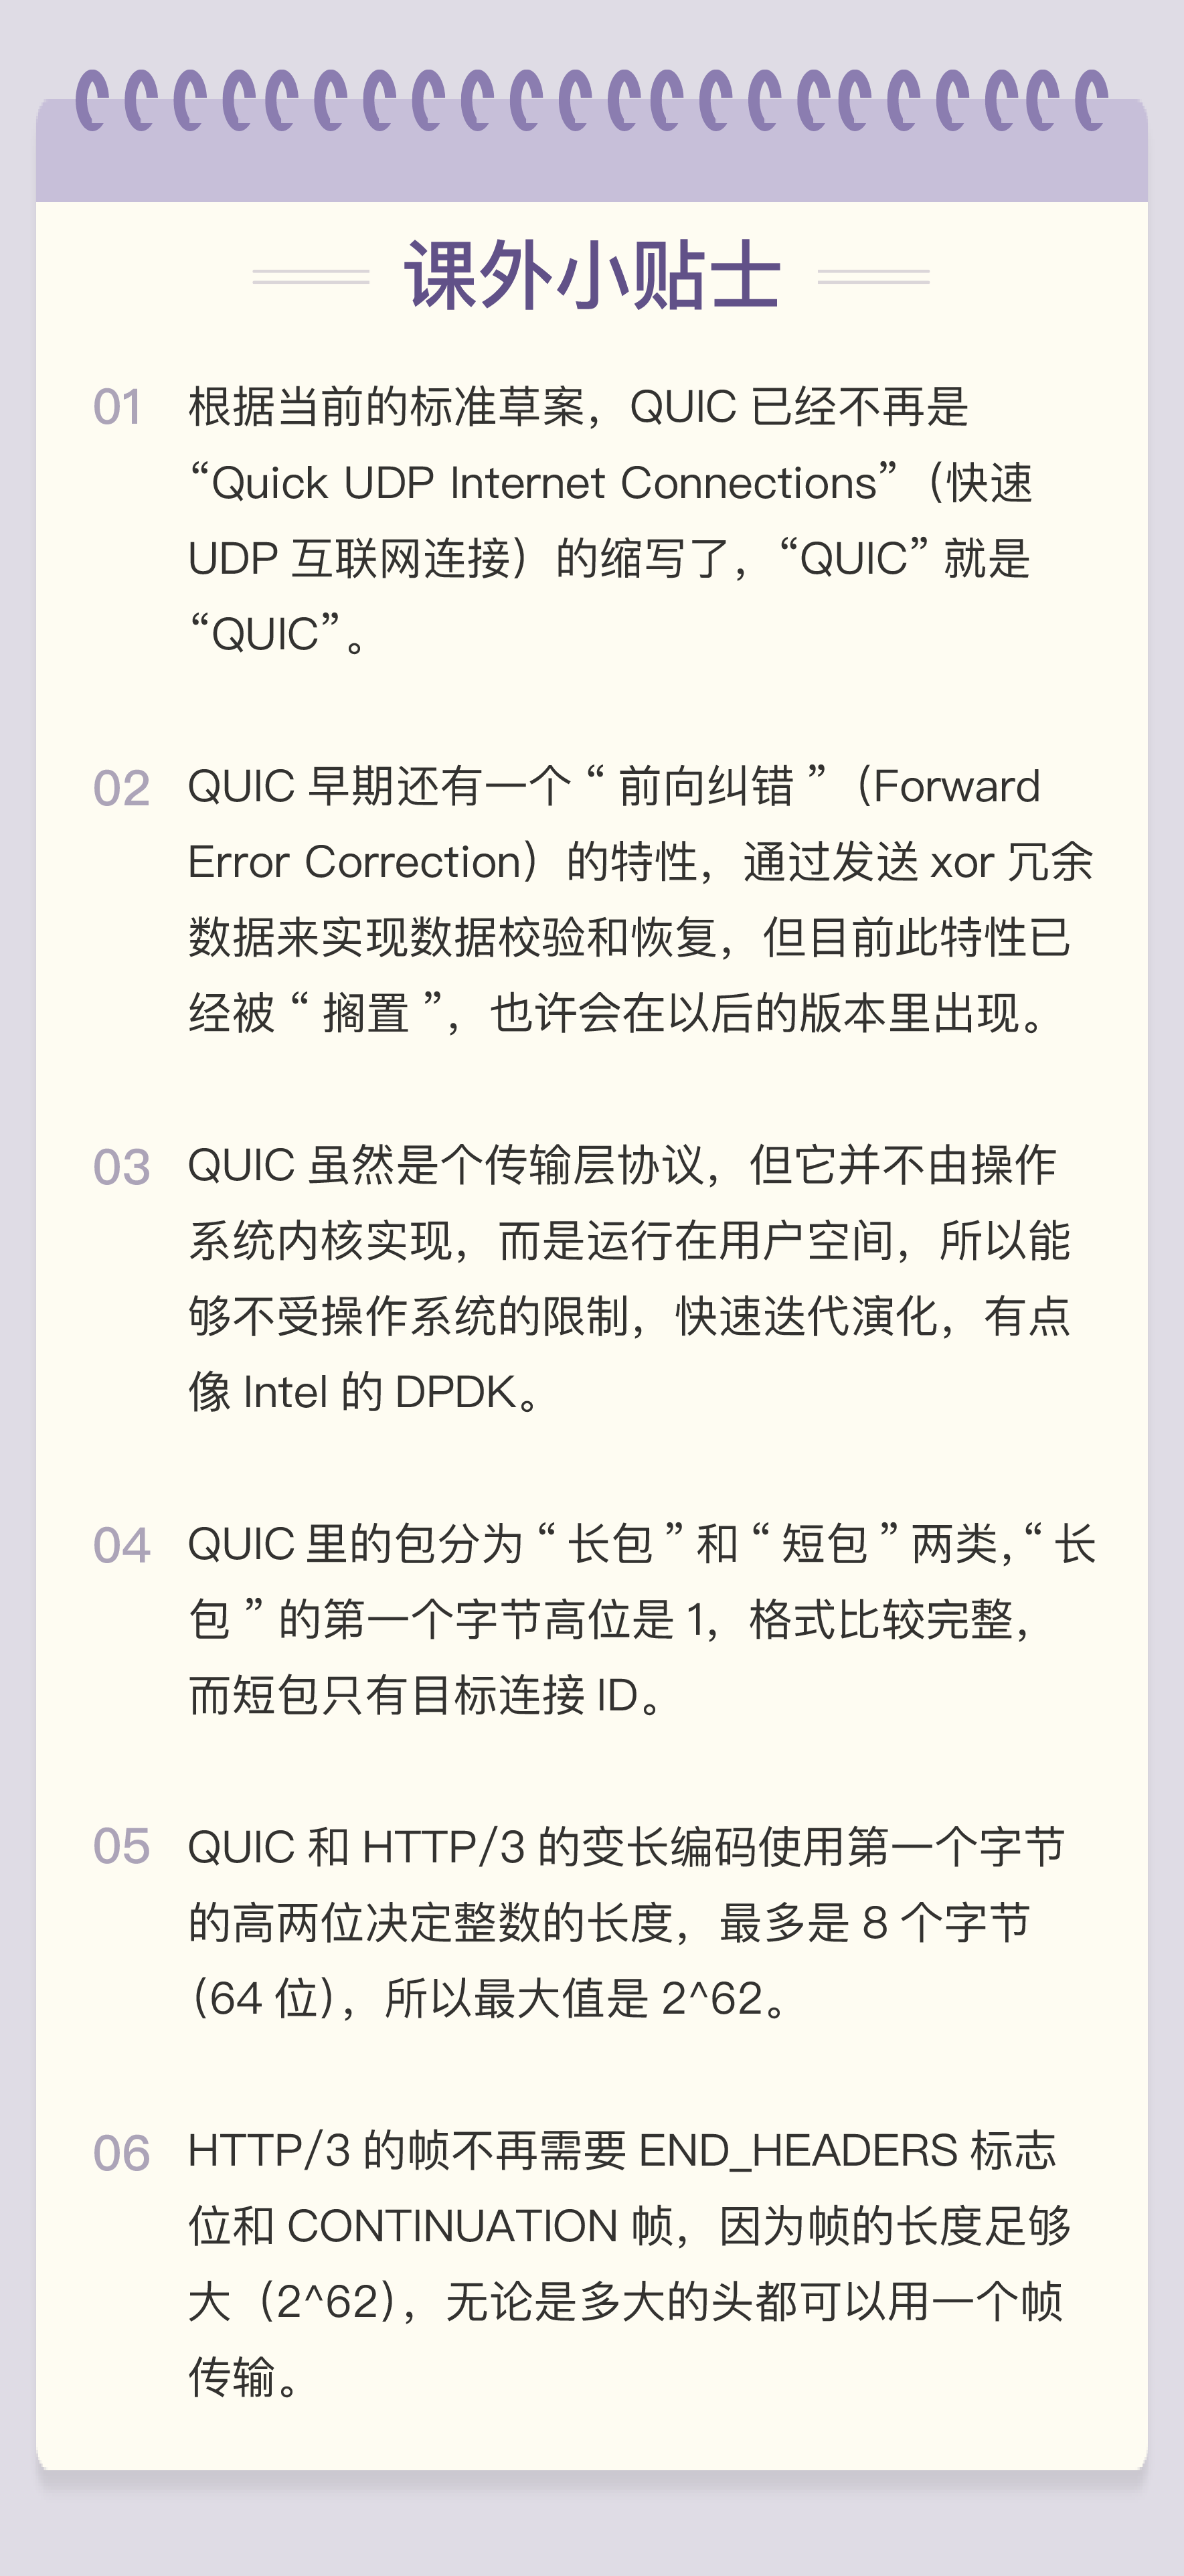 课外小贴士
01 根据当前的标准草案，QUIC 已经不再是
“Quick UDP Internet Connections”（快速
UDP 互联网连接）的缩写了，“QUIC” 就是
“QUIC”。
02 QUIC 早期还有一个 “ 前向纠错 ”（Forward
Error Correction）的特性，通过发送 xor 冗余
数据来实现数据校验和恢复，但目前此特性已
经被 “ 搁置 ”，也许会在以后的版本里出现。
03 QUIC 虽然是个传输层协议，但它并不由操作
系统内核实现，而是运行在用户空间，所以能
够不受操作系统的限制，快速迭代演化，有点
像 Intel 的 DPDK。
04 QUIC 里的包分为 “ 长包 ” 和 “ 短包 ” 两类，“ 长
包 ” 的第一个字节高位是 1，格式比较完整，
而短包只有目标连接 ID。
05 QUIC 和 HTTP/3 的变长编码使用第一个字节
的高两位决定整数的长度，最多是 8 个字节
（64 位），所以最大值是 2^62。
06 HTTP/3 的帧不再需要 END_HEADERS 标志
位和 CONTINUATION 帧，因为帧的长度足够
大（2^62），无论是多大的头都可以用一个帧
传输。